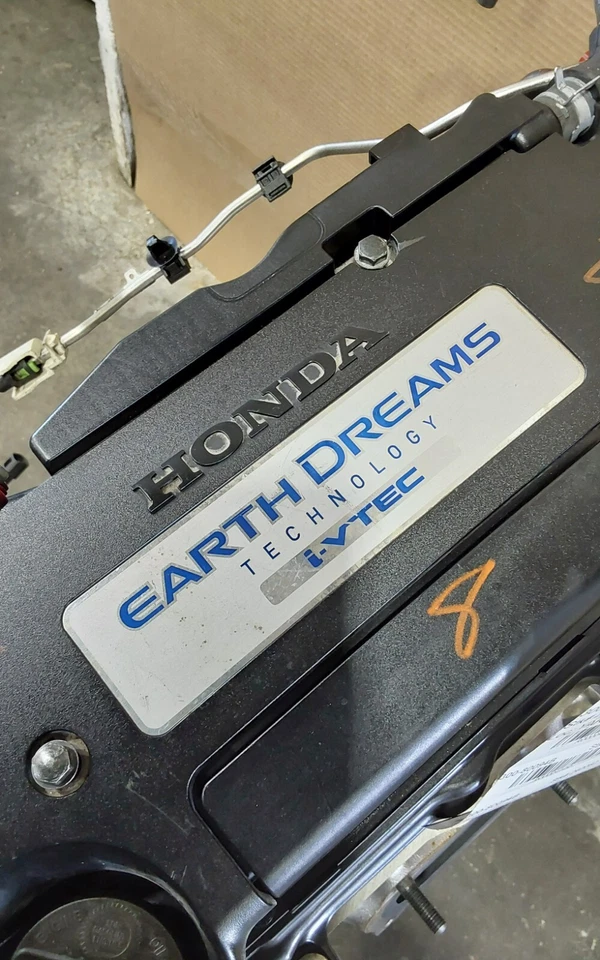 HONDA
EARTH DREAMS
TECHNOLOGY
i-VTEC
8